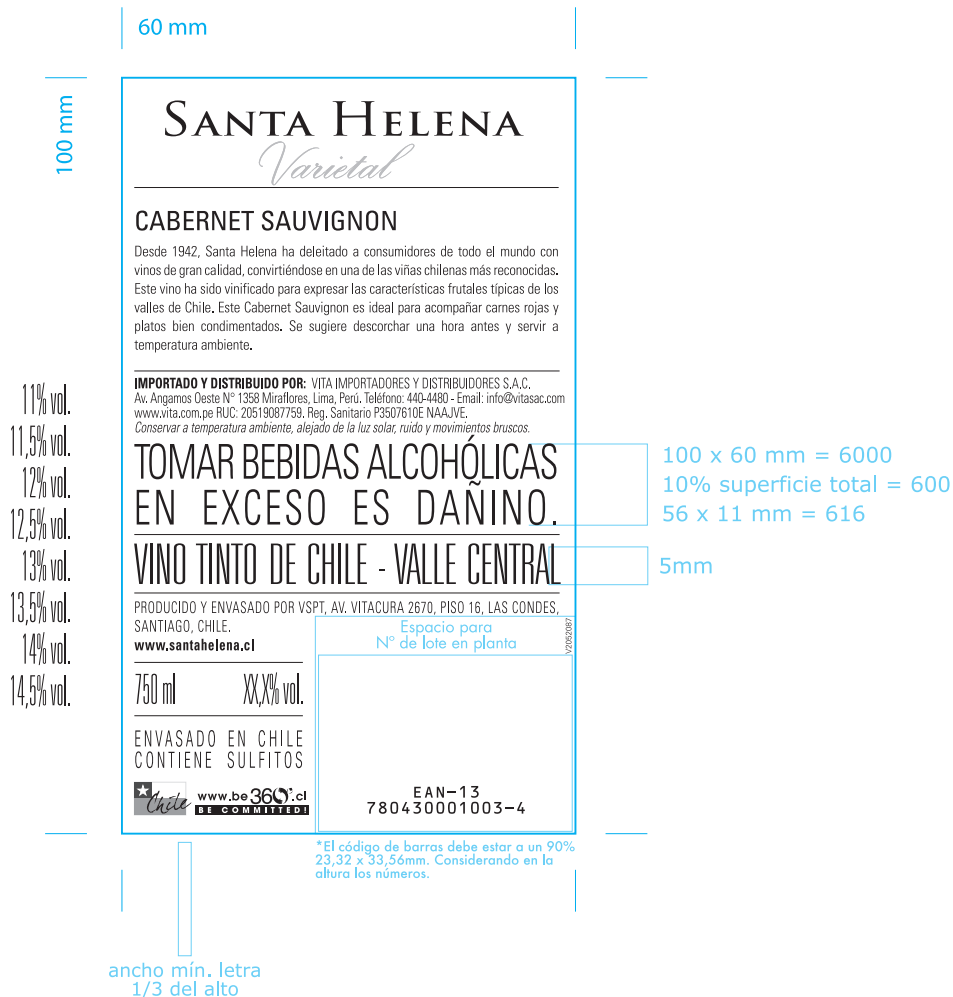 60 mm
100 mm
SANTA HELENA
Varietal
CABERNET SAUVIGNON
Desde 1942, Santa Helena ha deleitado a consumidores de todo el mundo con
vinos de gran calidad, convirtiéndose en una de las viñas chilenas más reconocidas.
Este vino ha sido vinificado para expresar las características frutales típicas de los
valles de Chile. Este Cabernet Sauvignon es ideal para acompañar carnes rojas y
platos bien condimentados. Se sugiere descorchar una hora antes y servir a
temperatura ambiente.
IMPORTADO Y DISTRIBUIDO POR: VITA IMPORTADORES Y DISTRIBUIDORES S.A.C.
Av. Angamos Oeste N° 1358 Miraflores, Lima, Perú. Teléfono: 440-4480 - Email: info@vitasac.com
www.vita.com.pe RUC: 20519087759. Reg. Sanitario P3507610E NAAJVE.
Conservar a temperatura ambiente, alejado de la luz solar, ruido y movimientos bruscos.
TOMAR BEBIDAS ALCOHÓLICAS
EN EXCESO ES DAÑINO.
VINO TINTO DE CHILE - VALLE CENTRAL
PRODUCIDO Y ENVASADO POR VSPT, AV. VITACURA 2670, PISO 16, LAS CONDES,
SANTIAGO, CHILE.
www.santahelena.cl
750 ml XX,X% vol.
ENVASADO EN CHILE
CONTIENE SULFITOS
Chile
www.be360°.cl
BE COMMITTED!
Espacio para
N° de lote en planta
V2052087
EAN-13
780430001003-4
*El código de barras debe estar a un 90%
23,32 x 33,56mm. Considerando en la
altura los números.
11% vol.
11,5% vol.
12% vol.
12,5% vol.
13% vol.
13,5% vol.
14% vol.
14,5% vol.
100 x 60 mm = 6000
10% superficie total = 600
56 x 11 mm = 616
5mm
ancho mín. letra
1/3 del alto